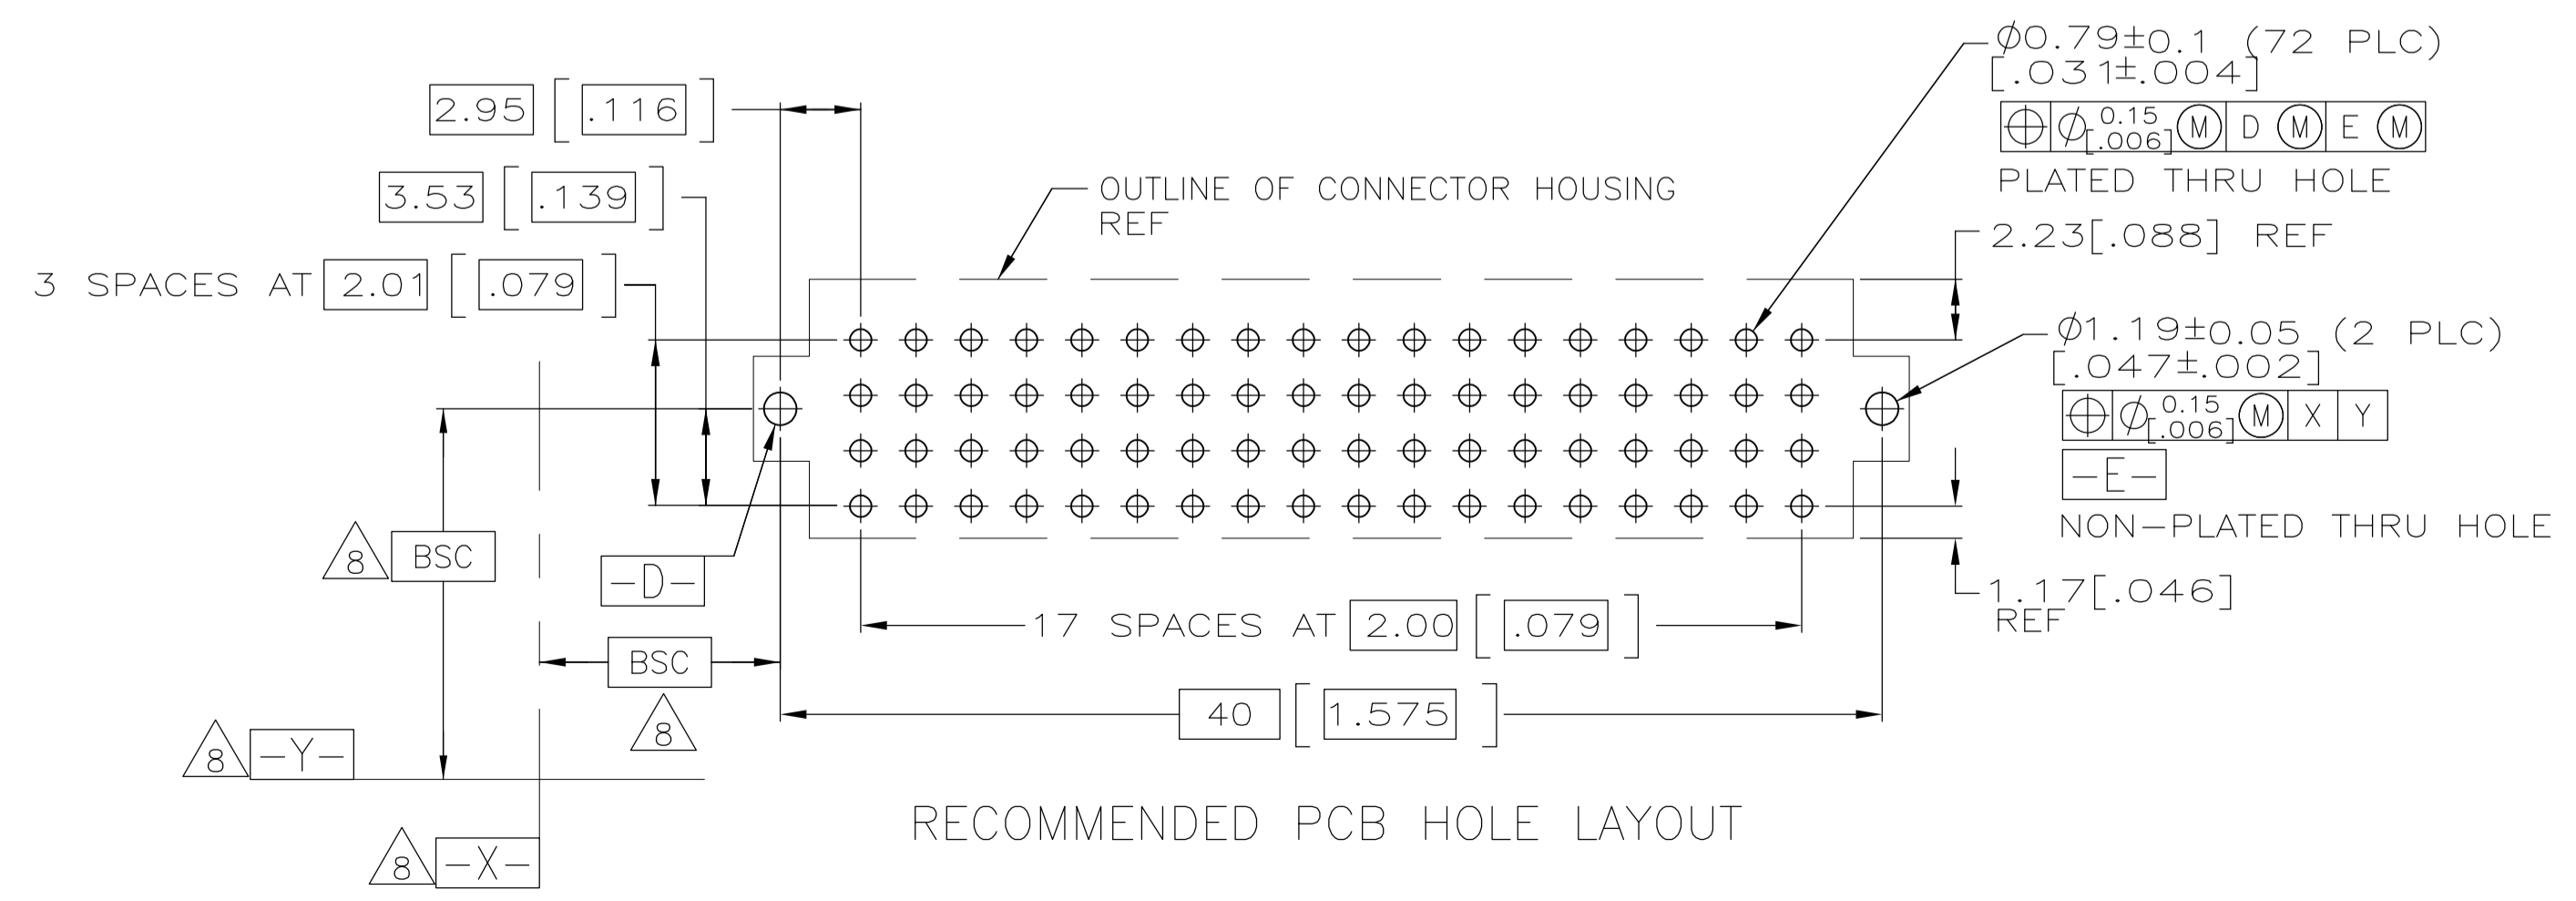 2.95 [.116]
3.53 [.139]
3 SPACES AT 2.01 [.079]
OUTLINE OF CONNECTOR HOUSING
REF
⌀0.79±0.1 (72 PLC)
[.031±.004]
⌖ ⌀ 0.15 [.006] Ⓜ D Ⓜ E Ⓜ
PLATED THRU HOLE
2.23[.088] REF
⌀1.19±0.05 (2 PLC)
[.047±.002]
⌖ ⌀ 0.15 [.006] Ⓜ X Y
-E-
NON-PLATED THRU HOLE
1.17[.046]
REF
8 BSC
-D-
17 SPACES AT 2.00 [.079]
BSC
8
40 [1.575]
8 -Y-
8 -X-
RECOMMENDED PCB HOLE LAYOUT